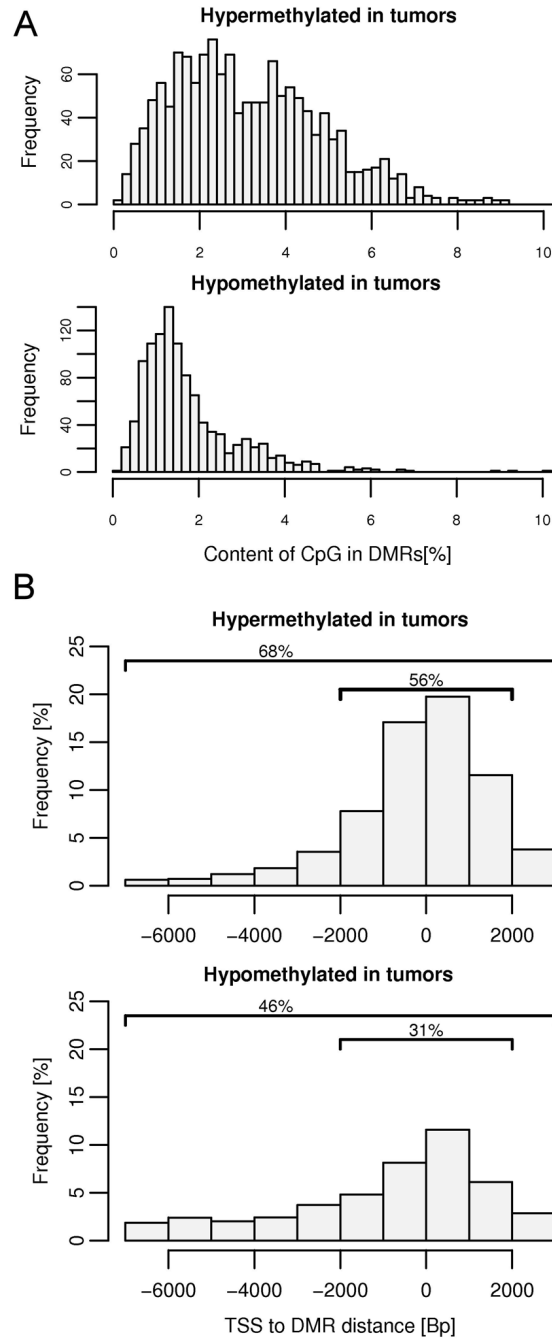 A
Hypermethylated in tumors
Frequency
0 20 40 60
0 2 4 6 8 10
Hypomethylated in tumors
Frequency
0 40 80 120
0 2 4 6 8 10
Content of CpG in DMRs[%]
B
Hypermethylated in tumors
68%
56%
Frequency [%]
0 5 10 15 20 25
−6000 −4000 −2000 0 2000
Hypomethylated in tumors
46%
31%
Frequency [%]
0 5 10 15 20 25
−6000 −4000 −2000 0 2000
TSS to DMR distance [Bp]